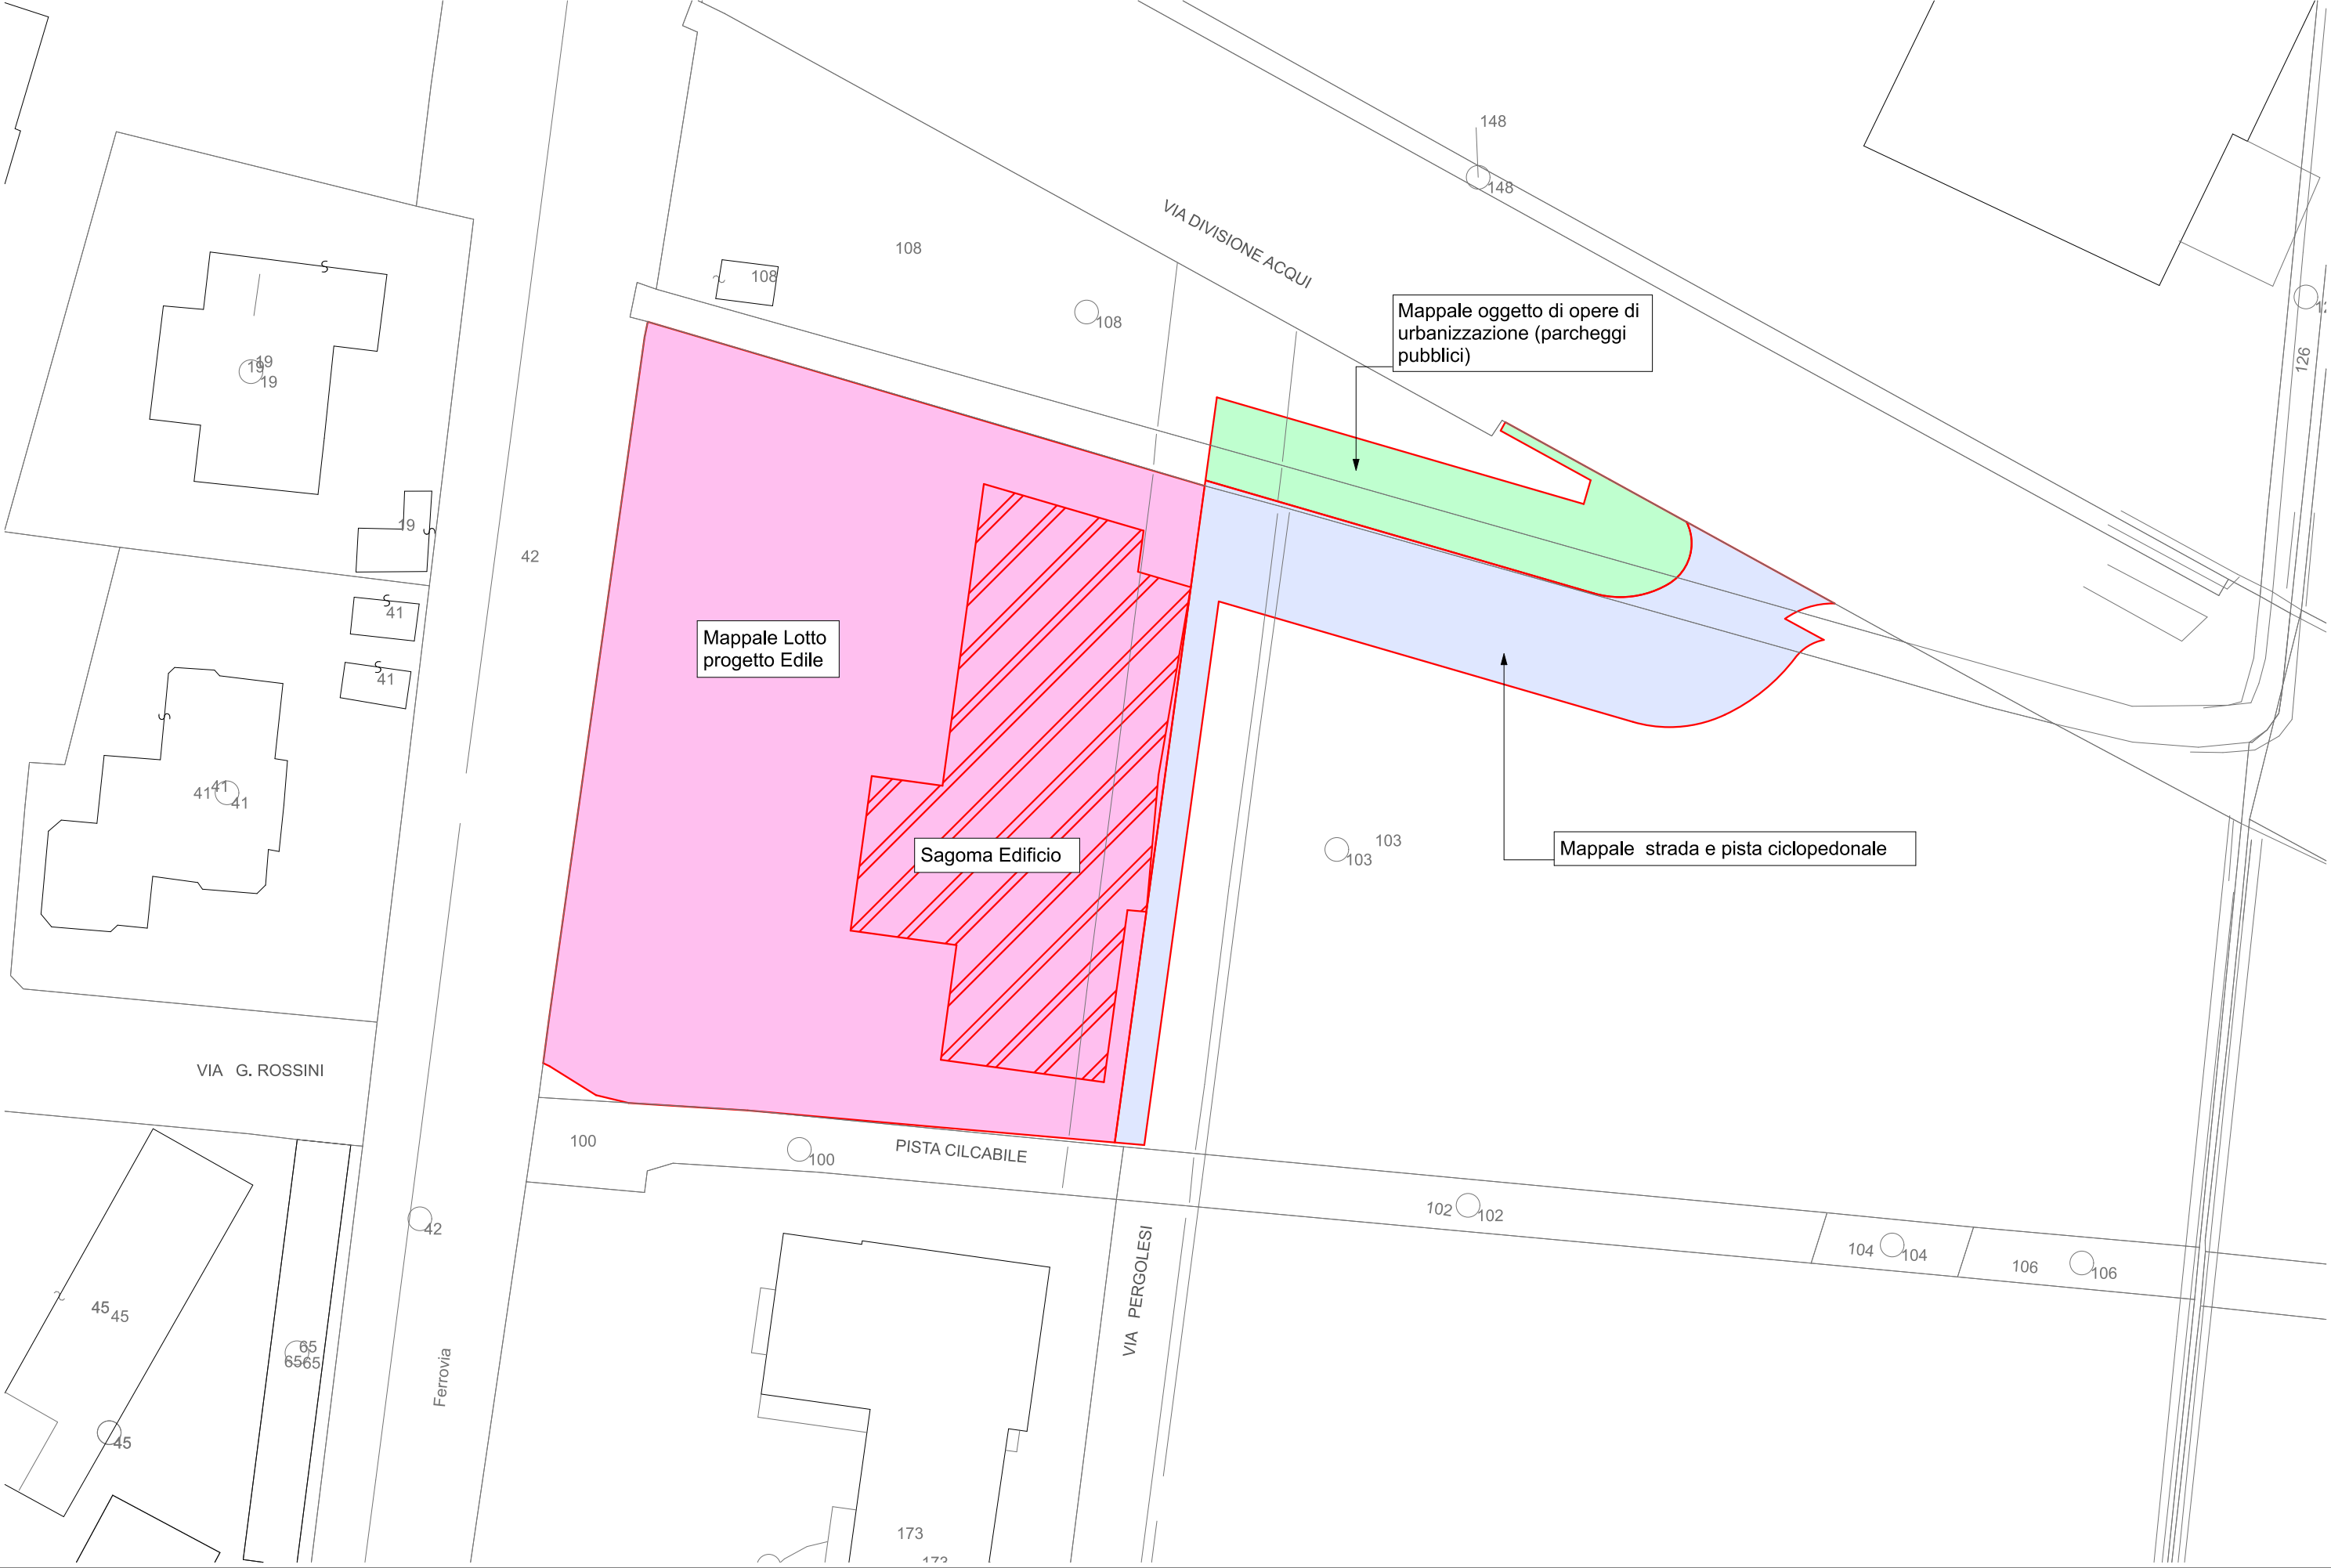 148
148
VIA DIVISIONE ACQUI
108
108
108
Mappale oggetto di opere di
urbanizzazione (parcheggi
pubblici)
126
19
19
19
19
42
41
41
Mappale Lotto
progetto Edile
41
41
41
Sagoma Edificio
103
103
Mappale  strada e pista ciclopedonale
VIA   G. ROSSINI
100
100
PISTA CILCABILE
102
102
104
104
106
106
42
VIA   PERGOLESI
45
45
65
65
65
Ferrovia
45
173
173